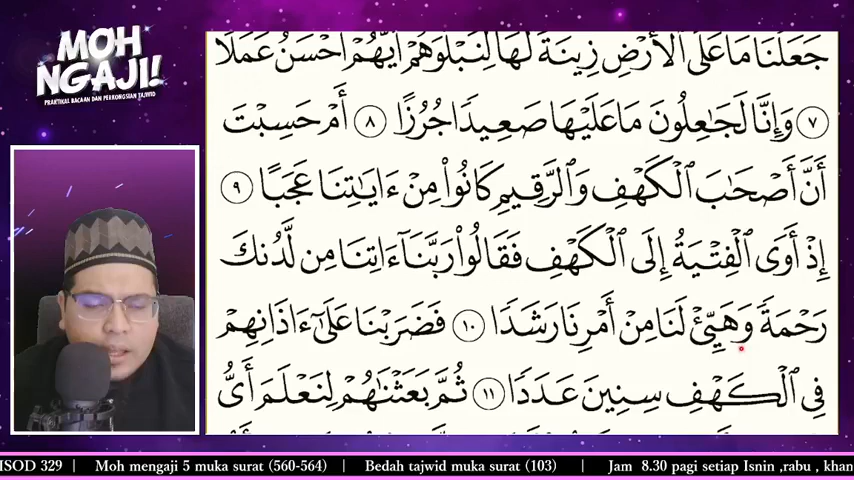 MOH
NGAJI!
PRAKTIKAL BACAAN DAN PERKONGSIAN TAJWID
جَعَلۡنَا مَا عَلَى ٱلۡأَرۡضِ زِينَةٗ لَّهَا لِنَبۡلُوَهُمۡ أَيُّهُمۡ أَحۡسَنُ عَمَلٗا
٧ وَإِنَّا لَجَٰعِلُونَ مَا عَلَيۡهَا صَعِيدٗا جُرُزًا ٨ أَمۡ حَسِبۡتَ
أَنَّ أَصۡحَٰبَ ٱلۡكَهۡفِ وَٱلرَّقِيمِ كَانُواْ مِنۡ ءَايَٰتِنَا عَجَبًا ٩
إِذۡ أَوَى ٱلۡفِتۡيَةُ إِلَى ٱلۡكَهۡفِ فَقَالُواْ رَبَّنَآ ءَاتِنَا مِن لَّدُنكَ
رَحۡمَةٗ وَهَيِّئۡ لَنَا مِنۡ أَمۡرِنَا رَشَدٗا ١٠ فَضَرَبۡنَا عَلَىٰٓ ءَاذَانِهِمۡ
فِي ٱلۡكَهۡفِ سِنِينَ عَدَدٗا ١١ ثُمَّ بَعَثۡنَٰهُمۡ لِنَعۡلَمَ أَيُّ
ISOD 329 | Moh mengaji 5 muka surat (560-564) | Bedah tajwid muka surat (103) | Jam 8.30 pagi setiap Isnin ,rabu , khan